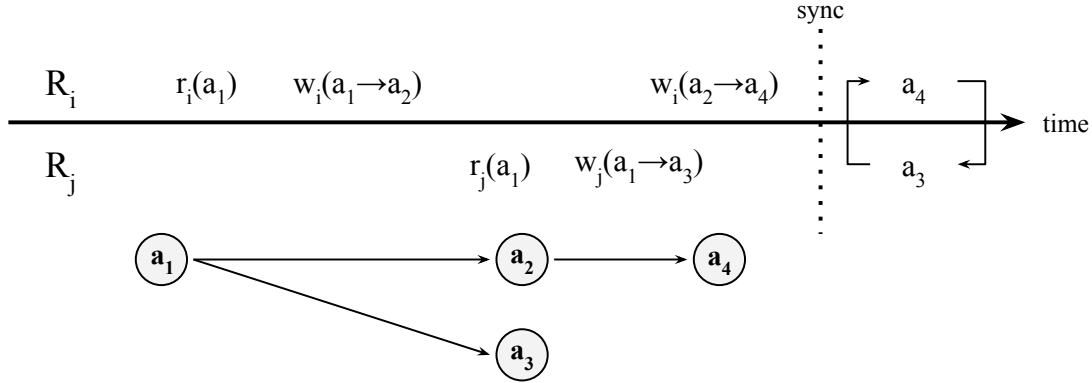 sync
R_i r_i(a_1) w_i(a_1→a_2) w_i(a_2→a_4) a_4
time
R_j r_j(a_1) w_j(a_1→a_3) a_3
a_1 a_2 a_4
a_3